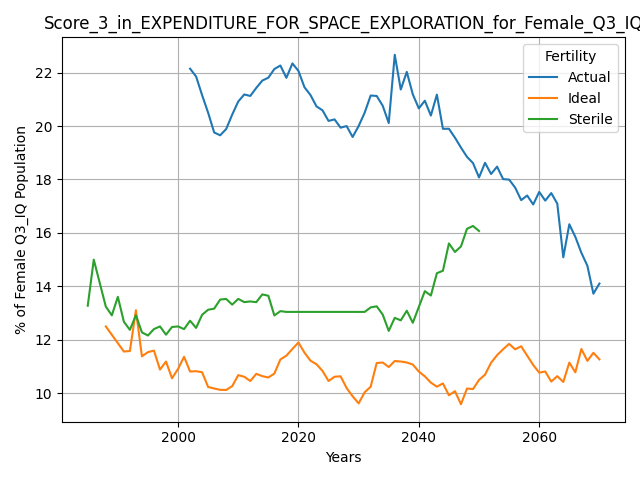 Score_3_in_EXPENDITURE_FOR_SPACE_EXPLORATION_for_Female_Q3_IQ
Fertility
Actual
Ideal
Sterile
% of Female Q3_IQ Population
22
20
18
16
14
12
10
2000 2020 2040 2060
Years